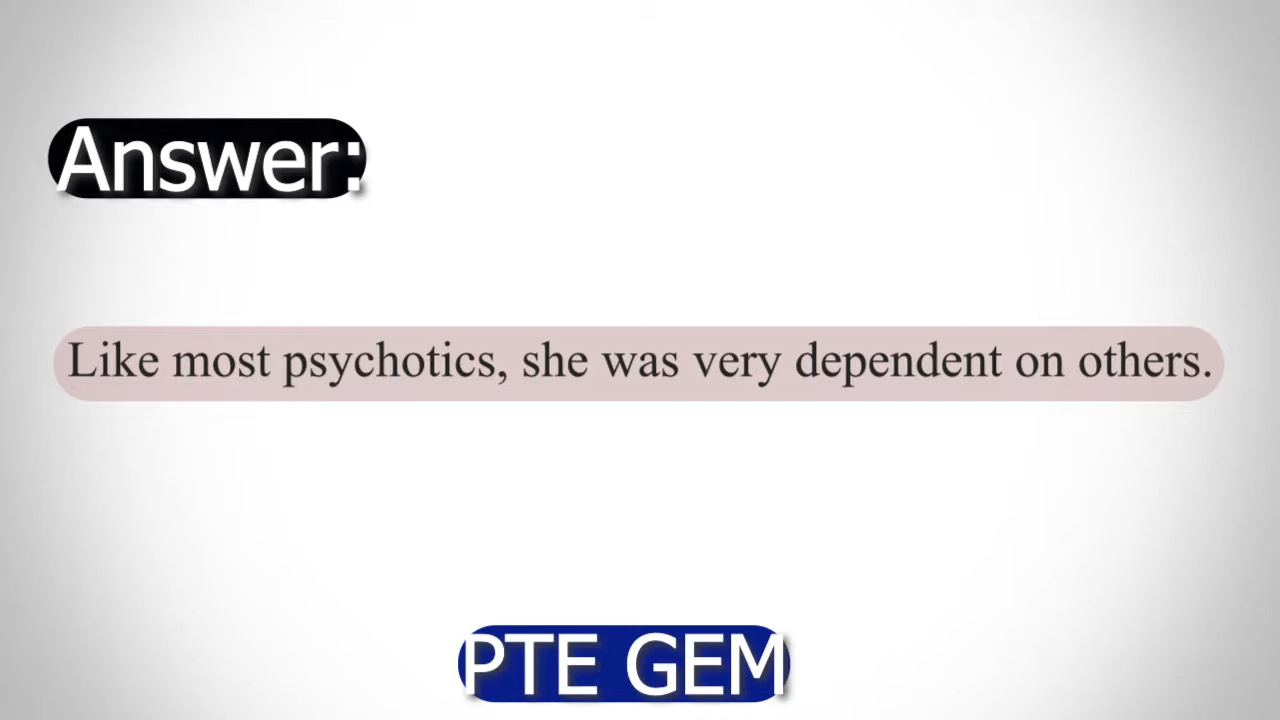 Answer:
Like most psychotics, she was very dependent on others.
PTE GEM